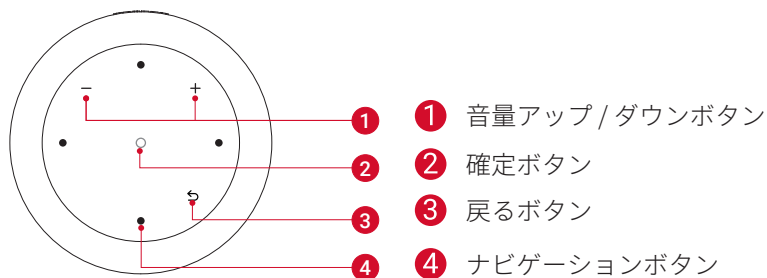 − +
1 1 音量アップ / ダウンボタン
2 2 確定ボタン
3 3 戻るボタン
4 4 ナビゲーションボタン